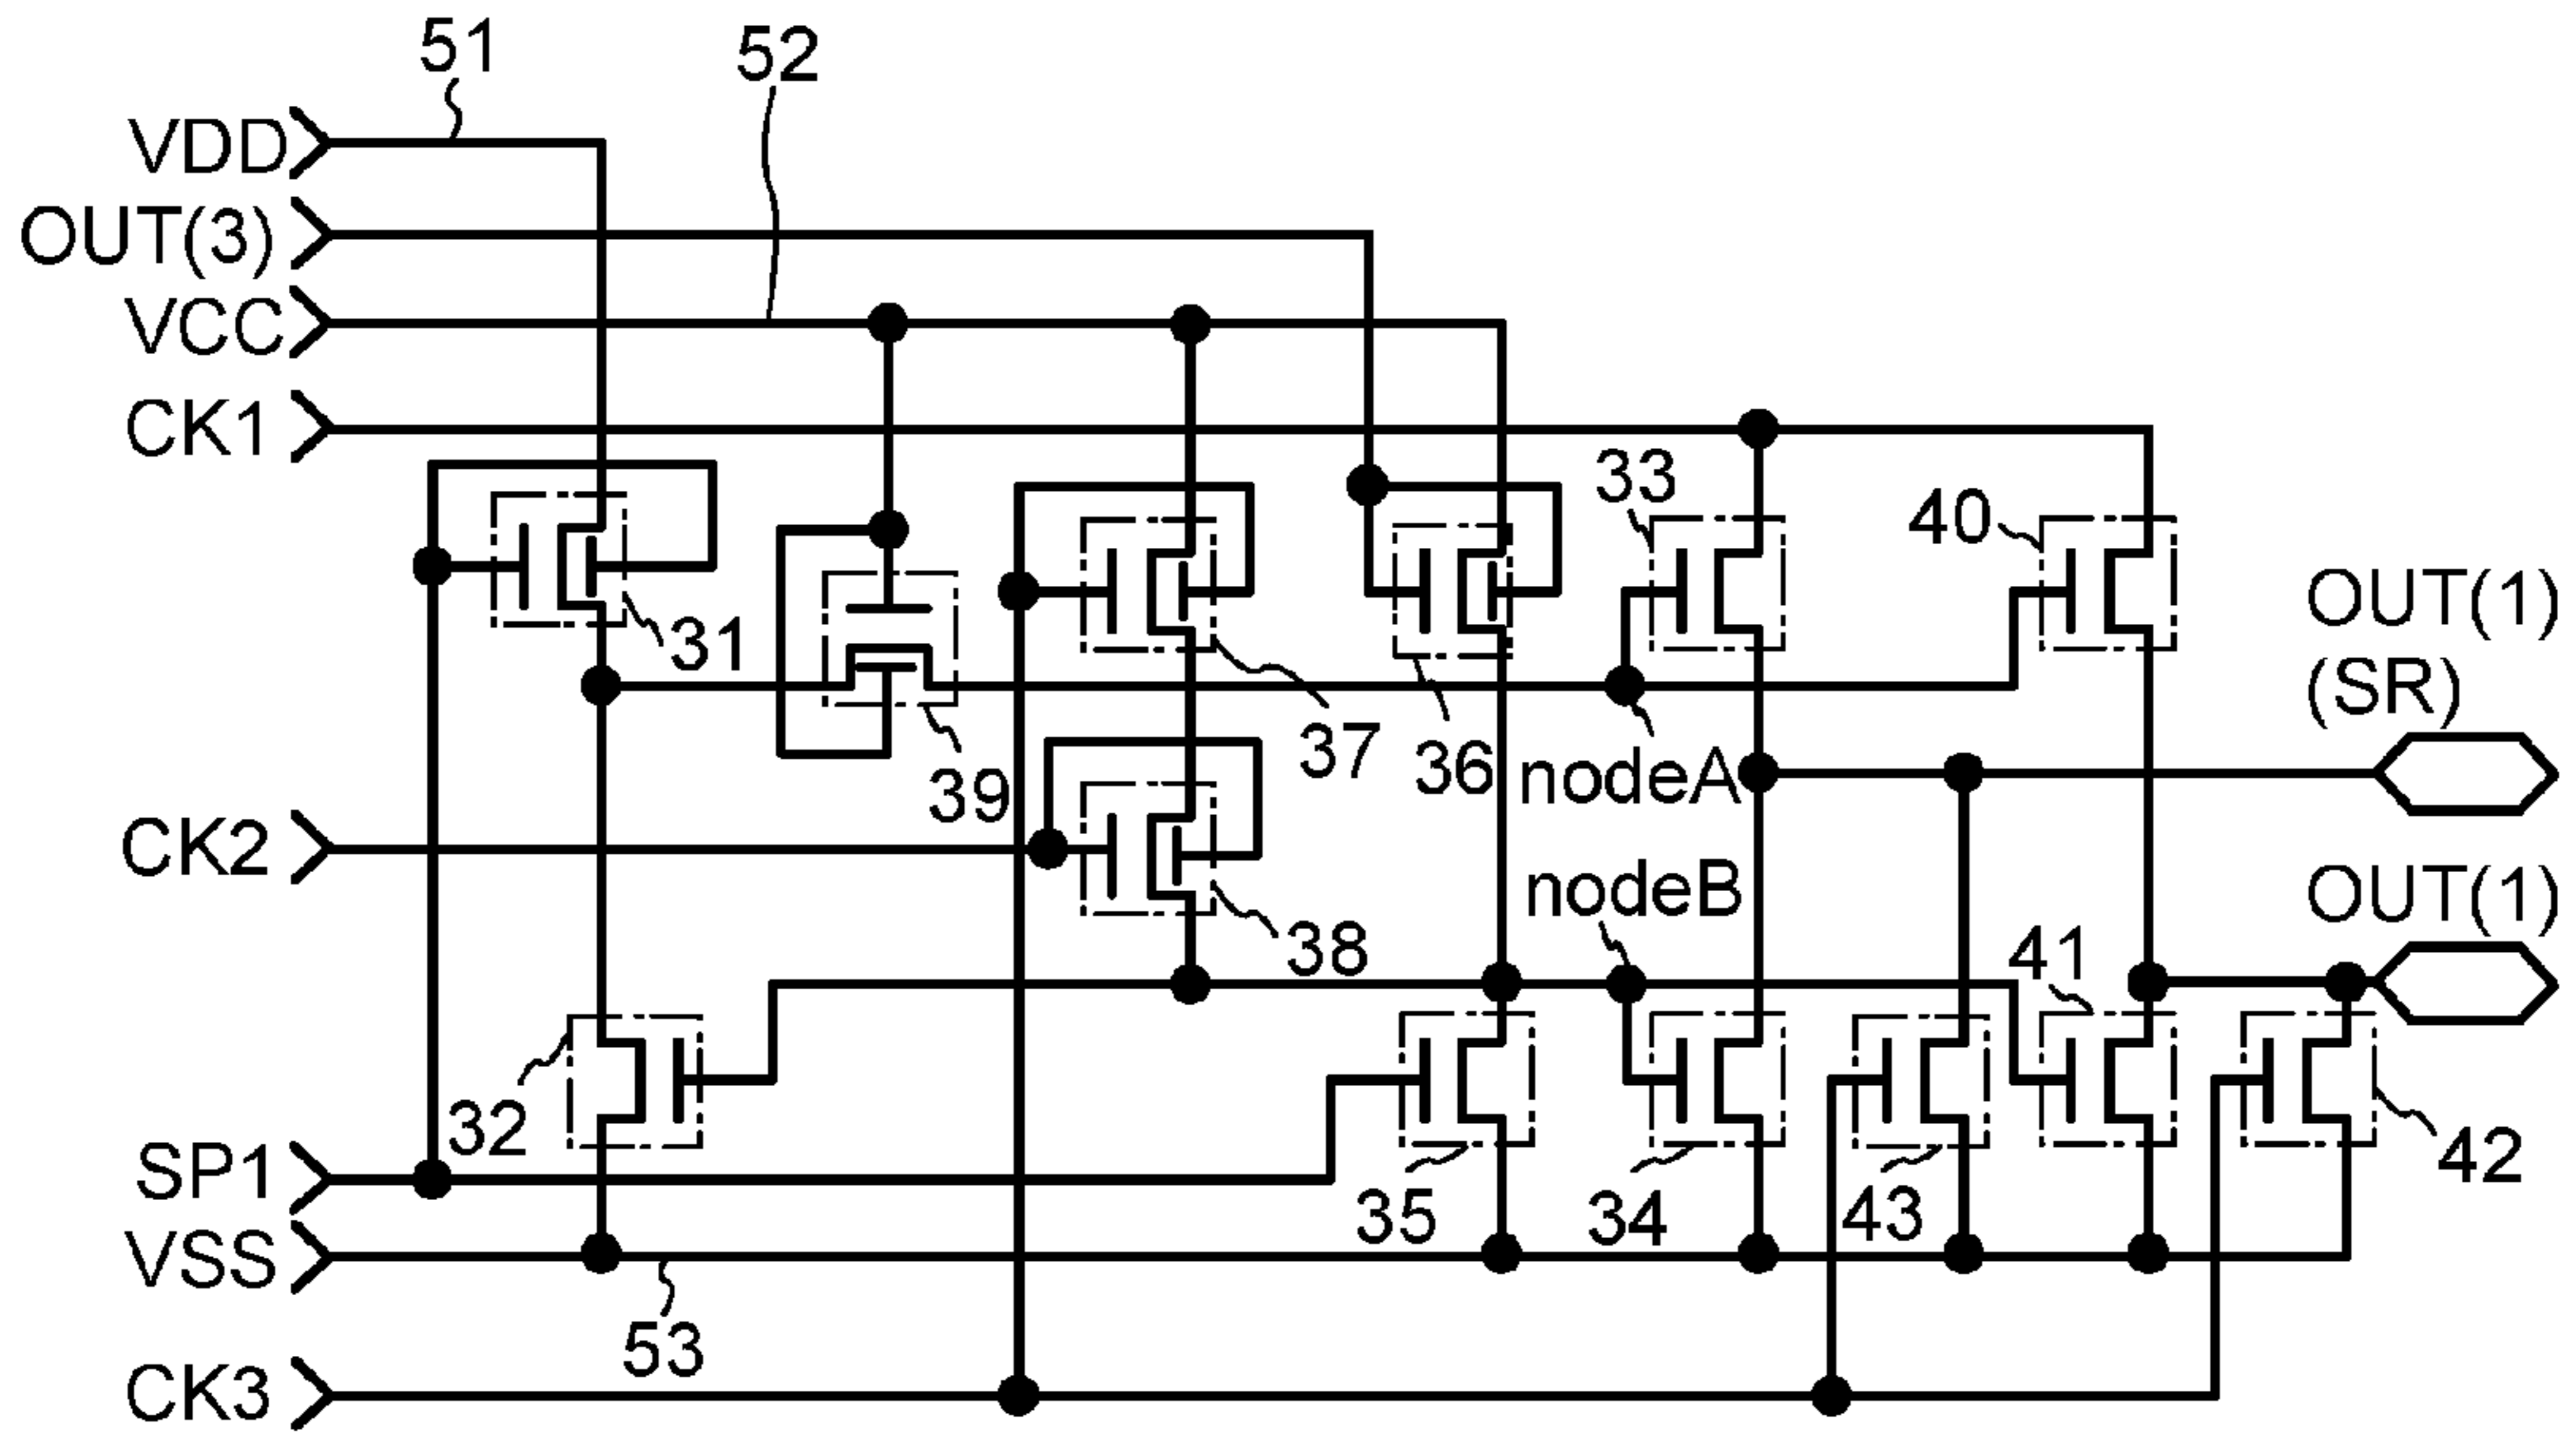 51
52
VDD
OUT(3)
VCC
CK1
33
40
OUT(1)
(SR)
31
37
36
nodeA
39
CK2
nodeB
OUT(1)
38
41
32
SP1
42
35
34
43
VSS
53
CK3